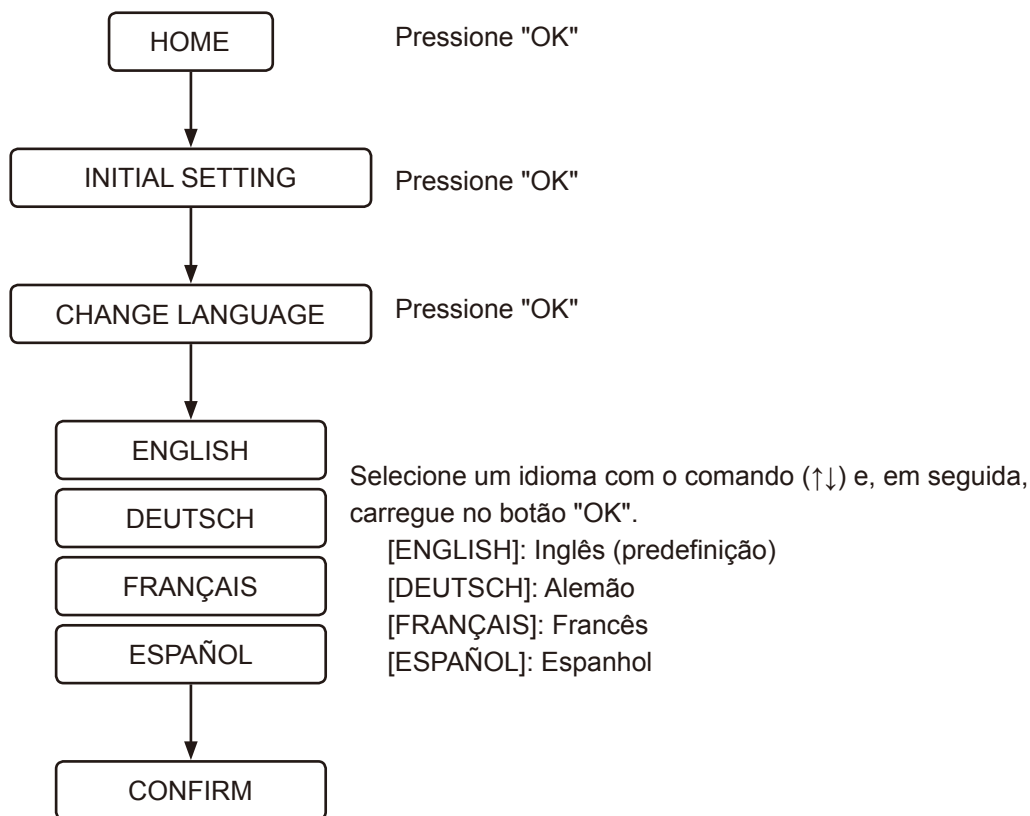 HOME
Pressione "OK"
INITIAL SETTING
Pressione "OK"
CHANGE LANGUAGE
Pressione "OK"
ENGLISH
DEUTSCH
FRANÇAIS
ESPAÑOL
Selecione um idioma com o comando (↑↓) e, em seguida,
carregue no botão "OK".
[ENGLISH]: Inglês (predefinição)
[DEUTSCH]: Alemão
[FRANÇAIS]: Francês
[ESPAÑOL]: Espanhol
CONFIRM